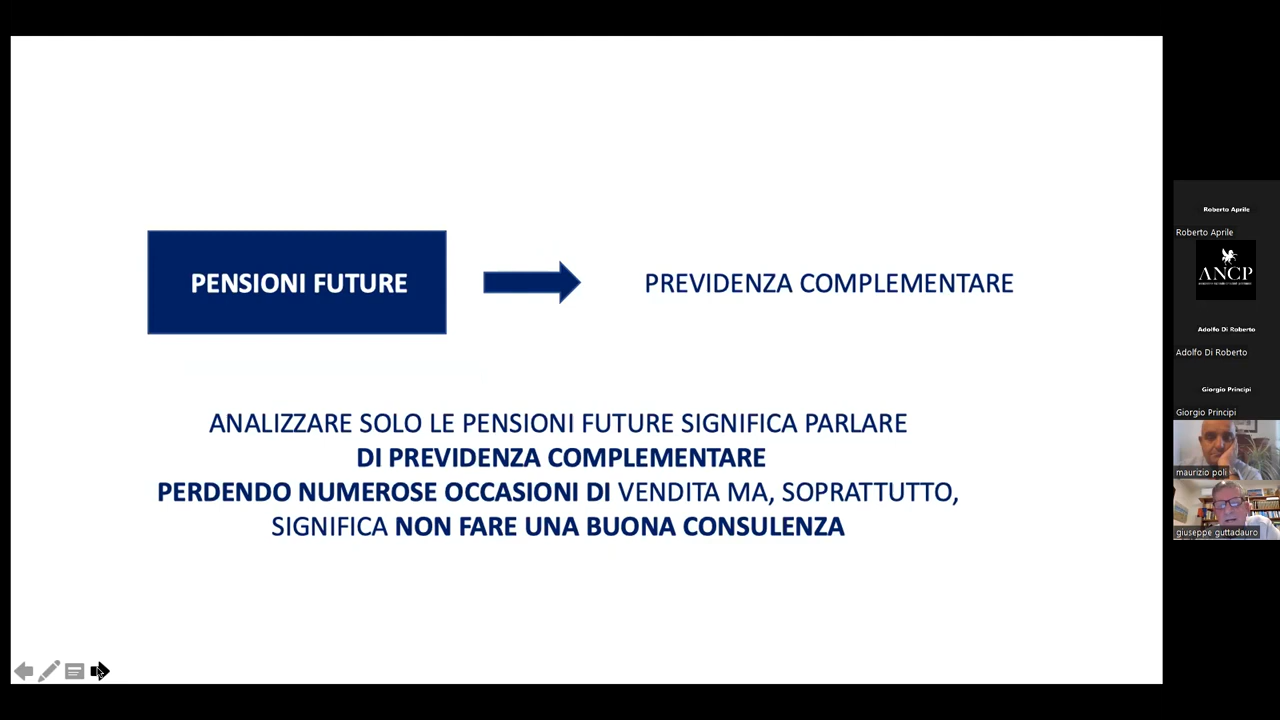 PENSIONI FUTURE
PREVIDENZA COMPLEMENTARE
ANALIZZARE SOLO LE PENSIONI FUTURE SIGNIFICA PARLARE
DI PREVIDENZA COMPLEMENTARE
PERDENDO NUMEROSE OCCASIONI DI VENDITA MA, SOPRATTUTTO,
SIGNIFICA NON FARE UNA BUONA CONSULENZA
Roberto Aprile
Roberto Aprile
ANCP
Adolfo Di Roberto
Adolfo Di Roberto
Giorgio Principi
Giorgio Principi
maurizio poli
giuseppe guttadauro